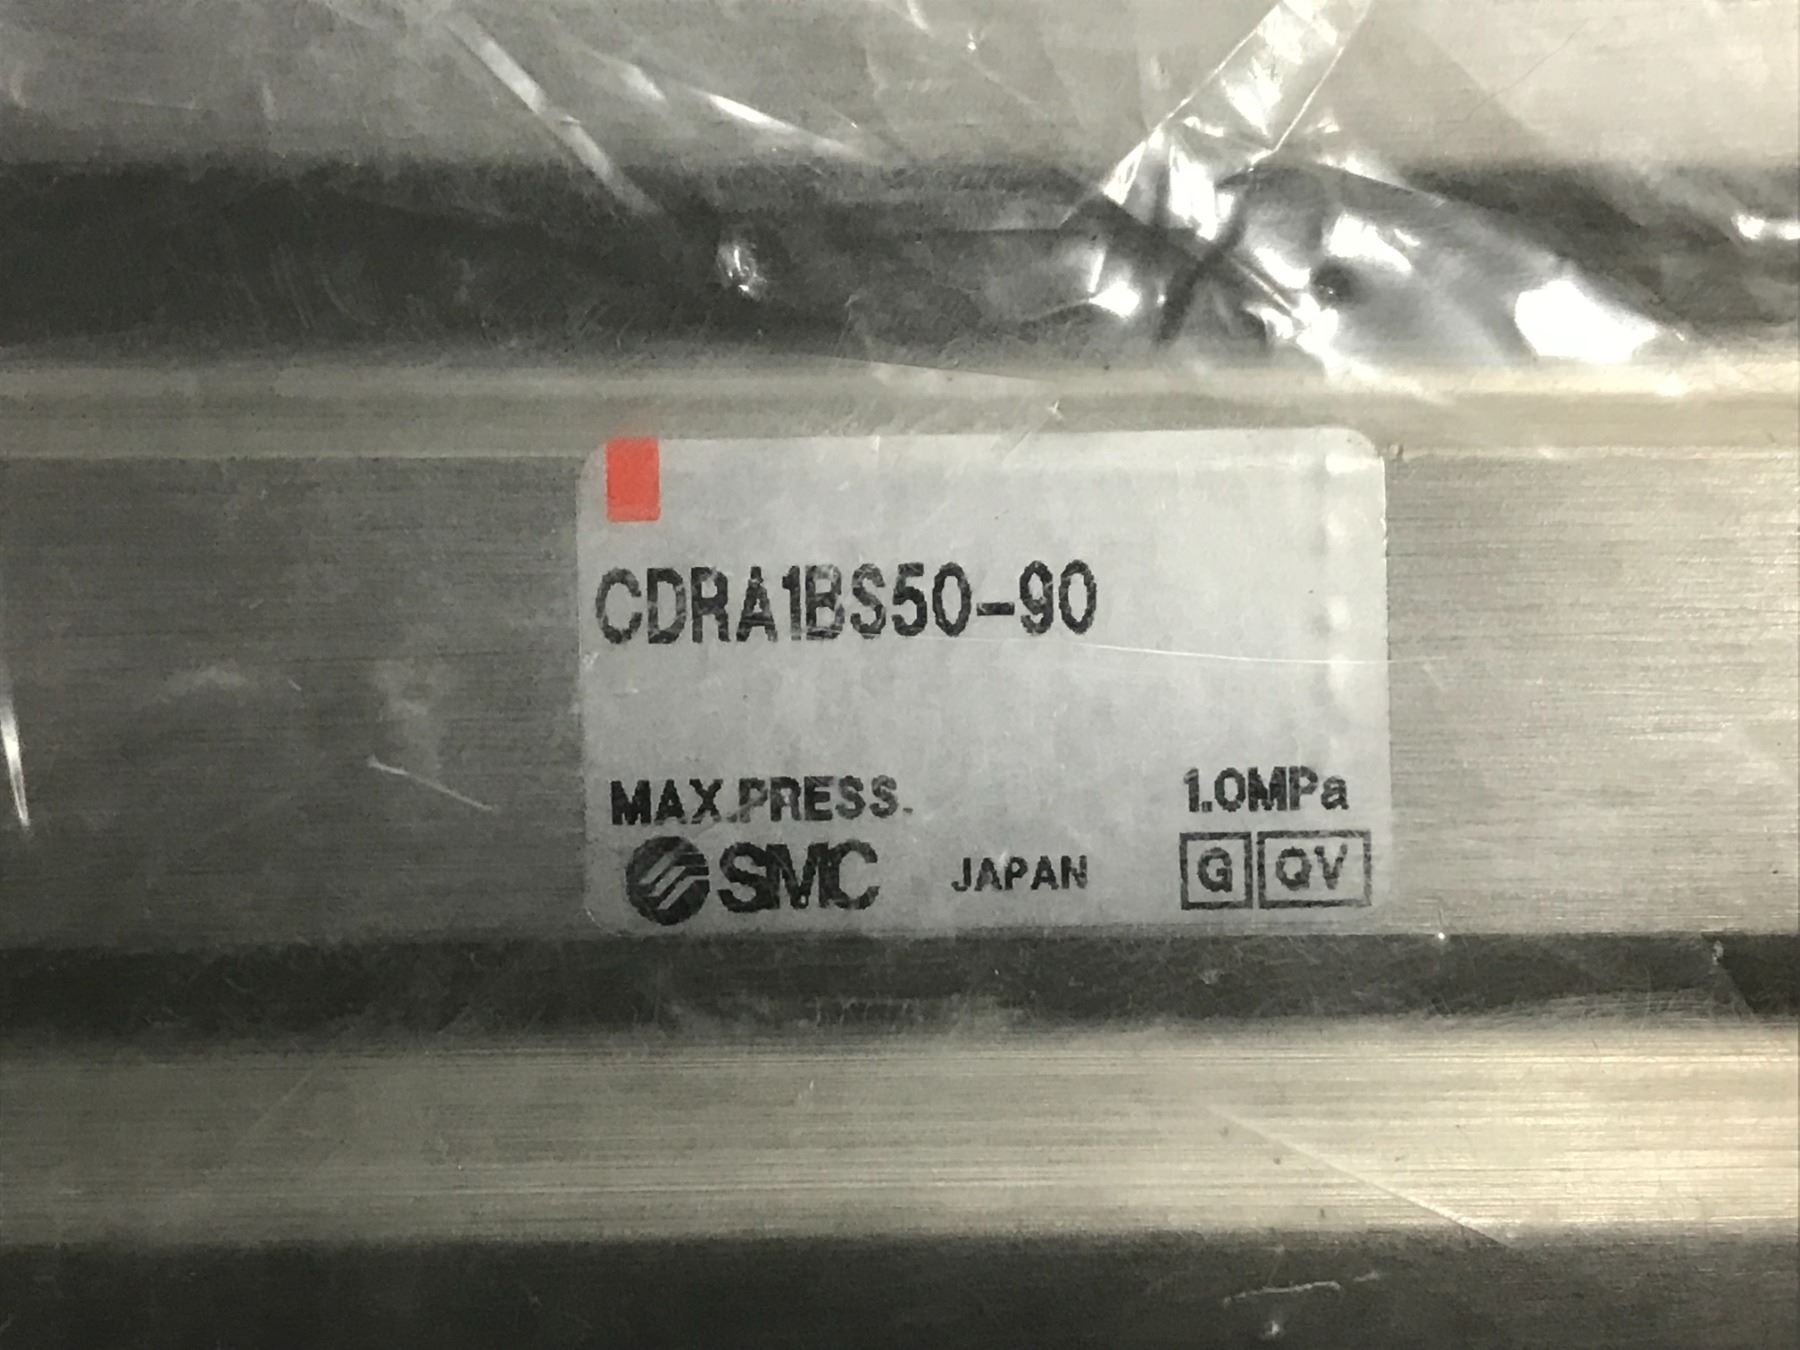 CDRA1BS50-90
MAX.PRESS. 1.0MPa
SMC JAPAN G QV